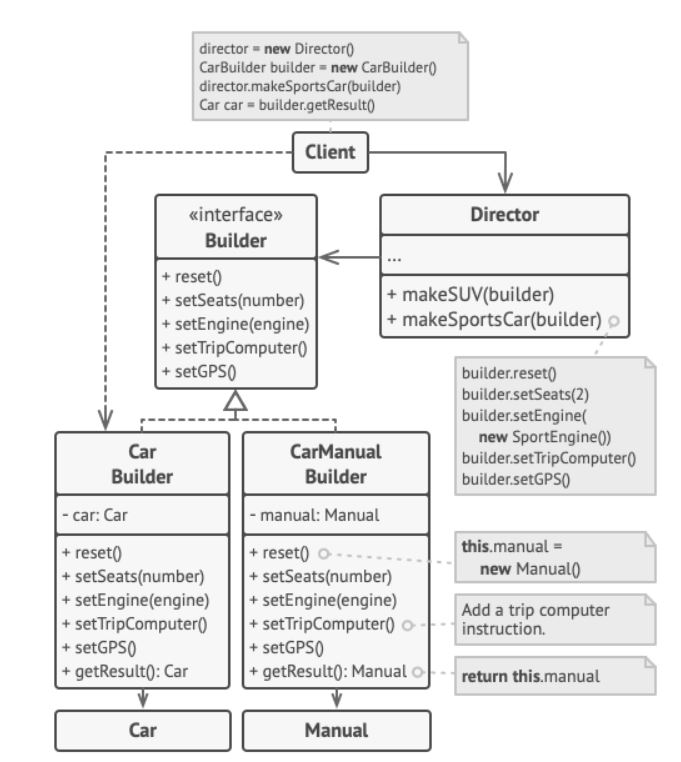 director = new Director()
CarBuilder builder = new CarBuilder()
director.makeSportsCar(builder)
Car car = builder.getResult()
Client
«interface»
Builder
+ reset()
+ setSeats(number)
+ setEngine(engine)
+ setTripComputer()
+ setGPS()
Director
...
+ makeSUV(builder)
+ makeSportsCar(builder)
builder.reset()
builder.setSeats(2)
builder.setEngine(
new SportEngine())
builder.setTripComputer()
builder.setGPS()
Car
Builder
- car: Car
+ reset()
+ setSeats(number)
+ setEngine(engine)
+ setTripComputer()
+ setGPS()
+ getResult(): Car
CarManual
Builder
- manual: Manual
+ reset()
+ setSeats(number)
+ setEngine(engine)
+ setTripComputer()
+ setGPS()
+ getResult(): Manual
this.manual =
new Manual()
Add a trip computer
instruction.
return this.manual
Car
Manual